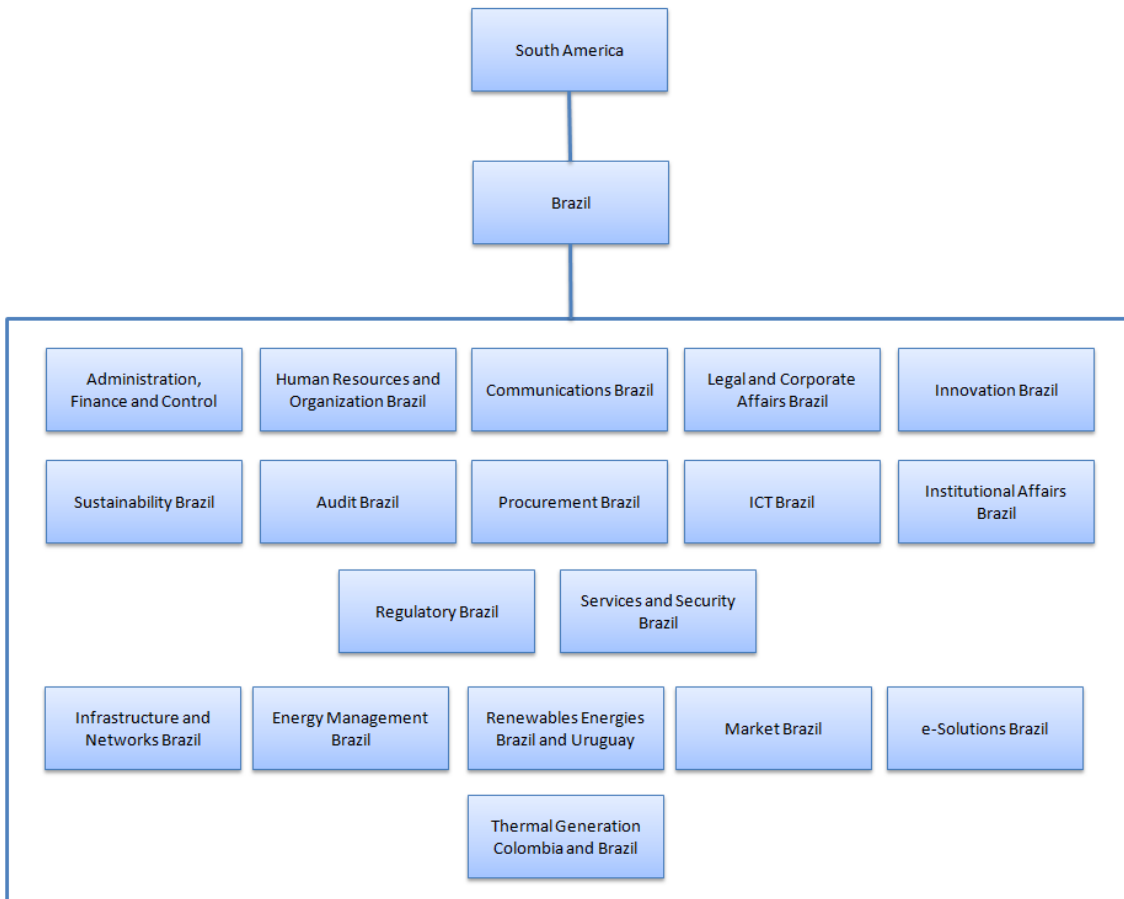 South America
Brazil
Administration,
Finance and Control
Human Resources and
Organization Brazil
Communications Brazil
Legal and Corporate
Affairs Brazil
Innovation Brazil
Sustainability Brazil
Audit Brazil
Procurement Brazil
ICT Brazil
Institutional Affairs
Brazil
Regulatory Brazil
Services and Security
Brazil
Infrastructure and
Networks Brazil
Energy Management
Brazil
Renewables Energies
Brazil and Uruguay
Market Brazil
e-Solutions Brazil
Thermal Generation
Colombia and Brazil